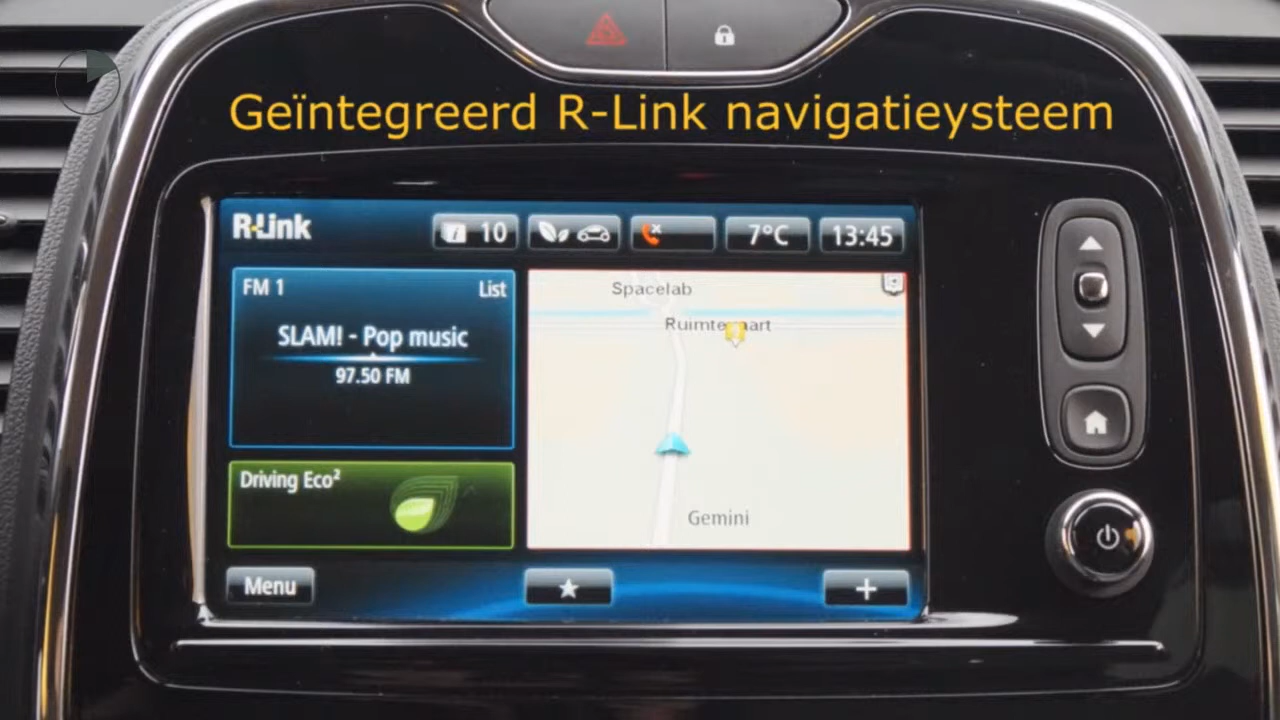 Geïntegreerd R-Link navigatieysteem
R-Link
10
7°C
13:45
FM 1
List
SLAM! - Pop music
97.50 FM
Driving Eco²
Spacelab
Gemini
Menu